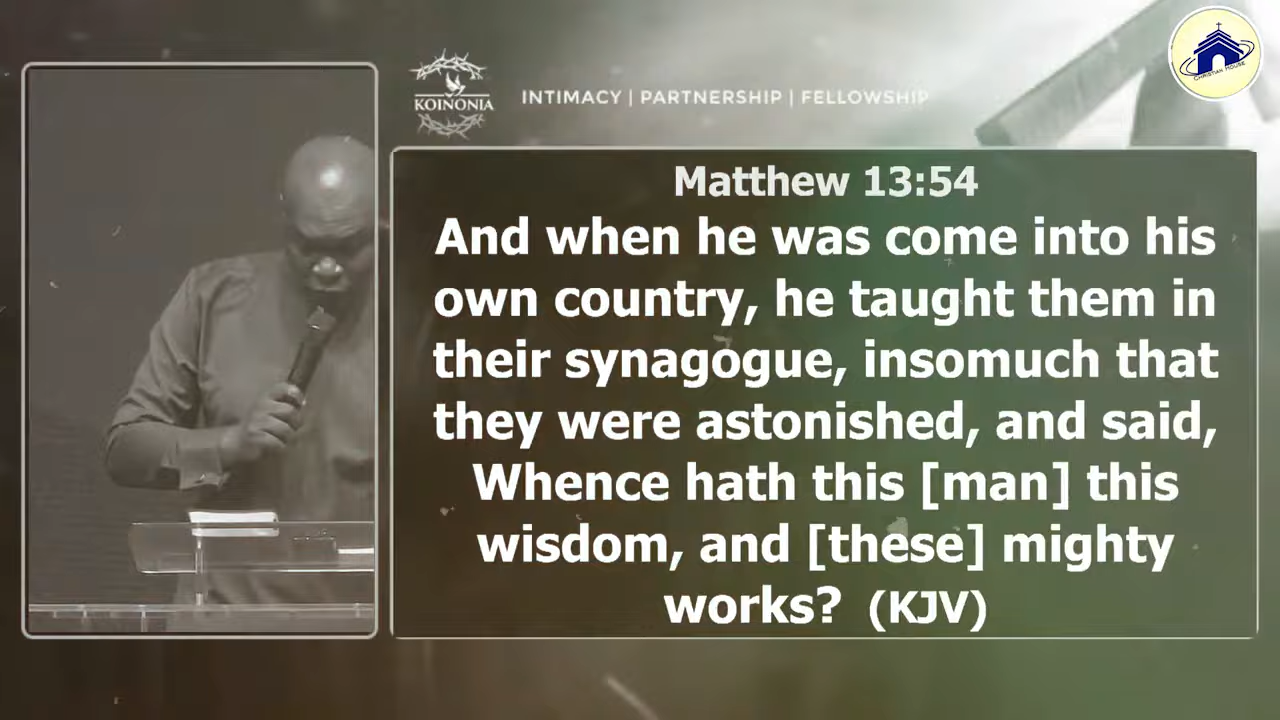 KOINONIA
INTIMACY | PARTNERSHIP | FELLOWSHIP
CHRISTIAN HOUSE
Matthew 13:54
And when he was come into his
own country, he taught them in
their synagogue, insomuch that
they were astonished, and said,
Whence hath this [man] this
wisdom, and [these] mighty
works? (KJV)